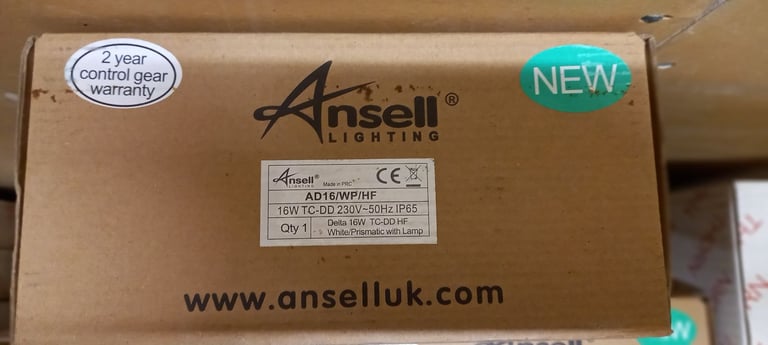 2 year
control gear
warranty
NEW
Ansell®
LIGHTING
Ansell®
LIGHTING
Made in PRC
CE
AD16/WP/HF
16W TC-DD 230V~50Hz IP65
Qty 1
Delta 16W TC-DD HF
White/Prismatic with Lamp
www.anselluk.com